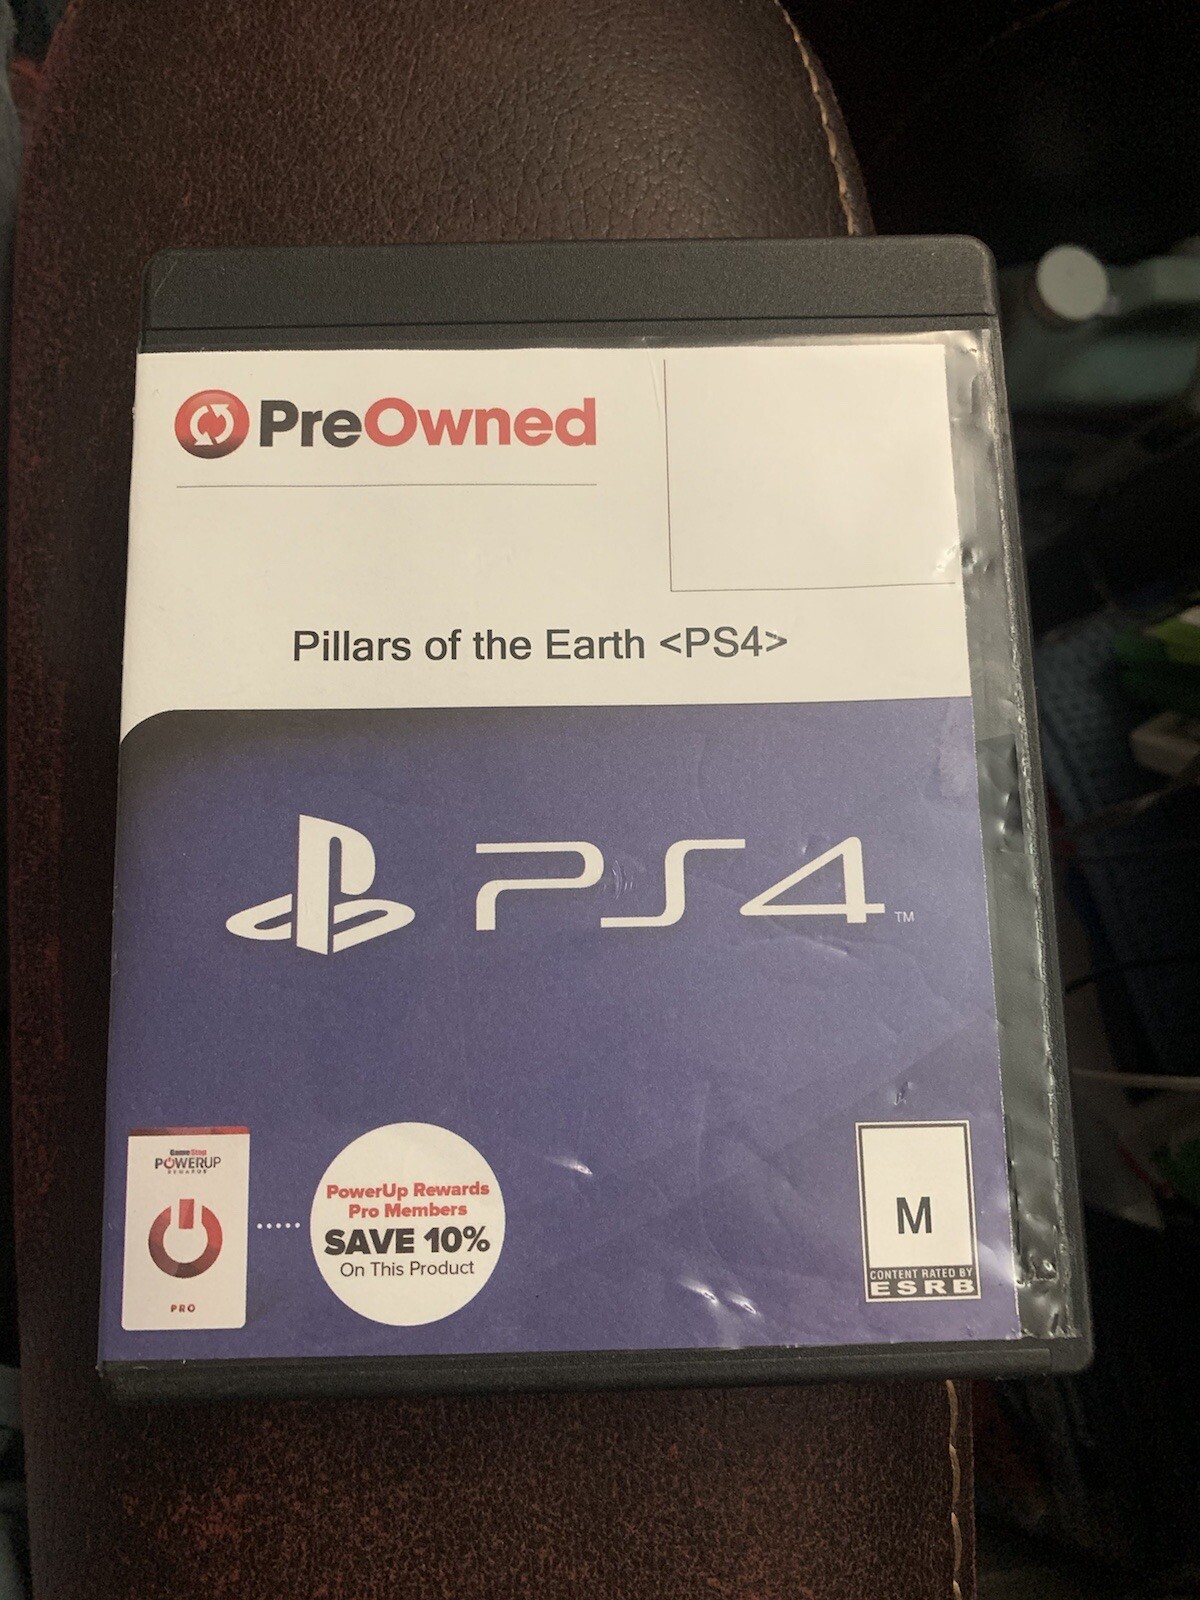 PreOwned
Pillars of the Earth <PS4>
PS4 ™
GameStop
POWERUP
REWARDS
PRO
PowerUp Rewards
Pro Members
SAVE 10%
On This Product
M
CONTENT RATED BY
ESRB